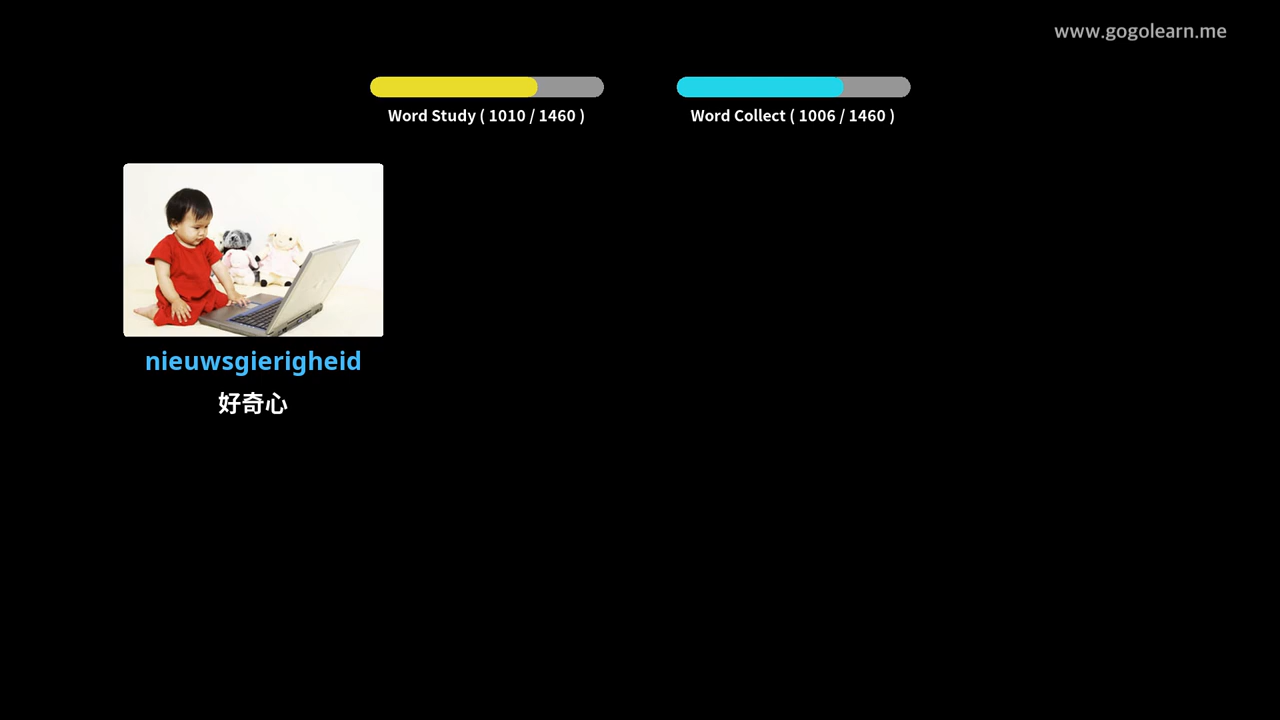 www.gogolearn.me
Word Study ( 1010 / 1460 )
Word Collect ( 1006 / 1460 )
nieuwsgierigheid
好奇心